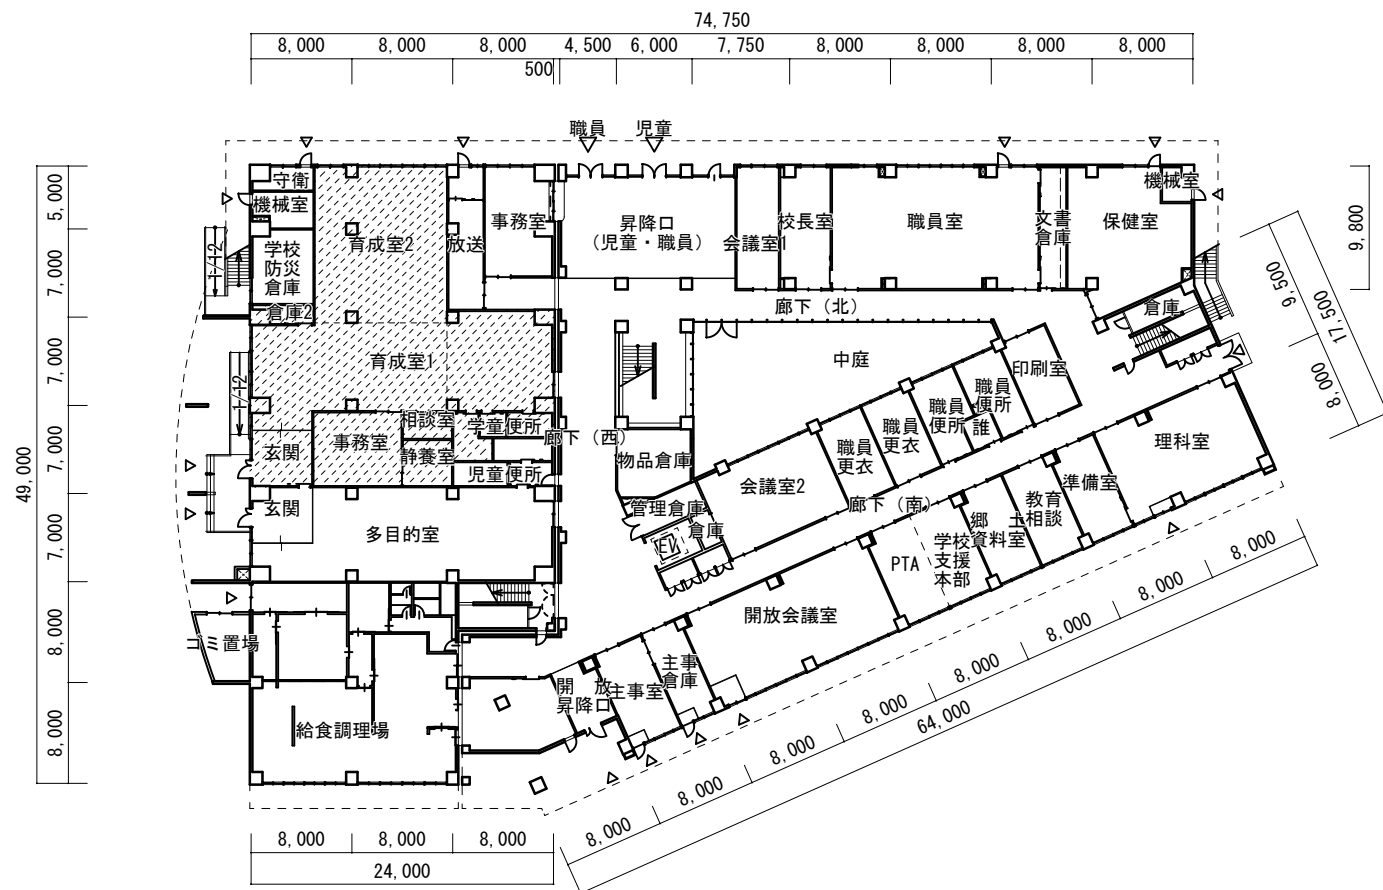 74,750
8,000
8,000
8,000
4,500
6,000
7,750
8,000
8,000
8,000
8,000
500
職員
児童
守衛
機械室
学校
防災
倉庫
倉庫2
1/12
育成室2
放送
事務室
昇降口
(児童・職員)
会議室1
校長室
職員室
文書
倉庫
保健室
機械室
5,000
7,000
7,000
7,000
7,000
8,000
8,000
49,000
9,800
9,500
17,500
8,000
廊下(北)
倉庫
育成室1
1/12
中庭
印刷室
職員
便所
誰
職員
便所
職員
更衣
職員
更衣
相談室
学童便所
事務室
静養室
玄関
児童便所
廊下(西)
物品倉庫
会議室2
理科室
準備室
教育
相談
廊下(南)
玄関
多目的室
管理倉庫
倉庫
EV
郷土
資料室
学校
支援
本部
PTA
開放会議室
ゴミ置場
給食調理場
開放
昇降口
主事室
主事
倉庫
8,000
8,000
8,000
8,000
8,000
8,000
8,000
8,000
64,000
8,000
8,000
8,000
24,000